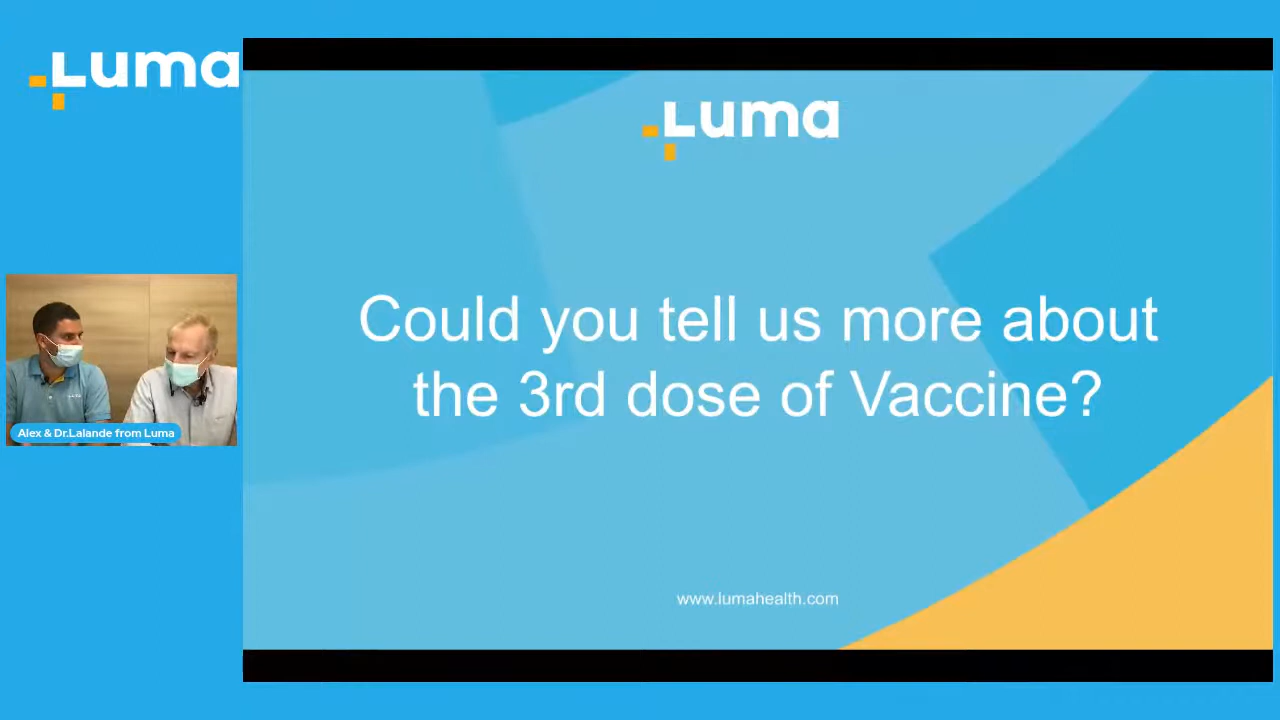 Luma
Luma
Could you tell us more about
the 3rd dose of Vaccine?
Alex & Dr.Lalande from Luma
www.lumahealth.com